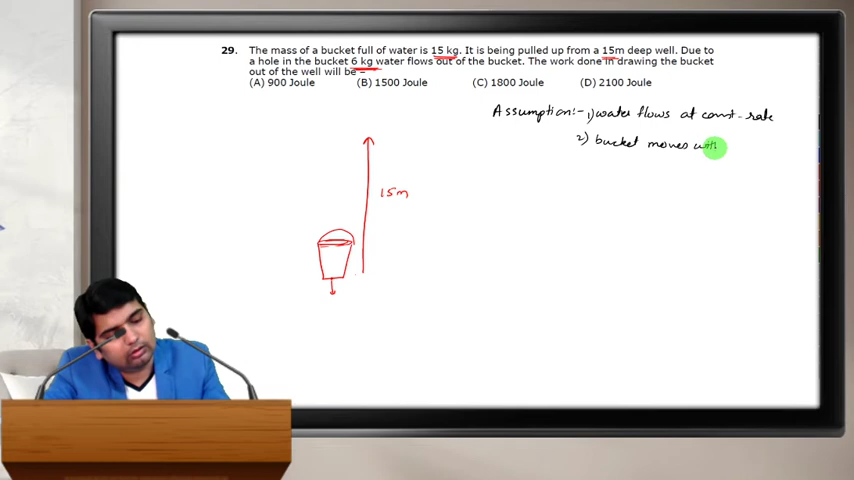 29. The mass of a bucket full of water is 15 kg. It is being pulled up from a 15m deep well. Due to
a hole in the bucket 6 kg water flows out of the bucket. The work done in drawing the bucket
out of the well will be –
(A) 900 Joule (B) 1500 Joule (C) 1800 Joule (D) 2100 Joule
Assumption:- 1) water flows at const. rate
2) bucket moves with
15m